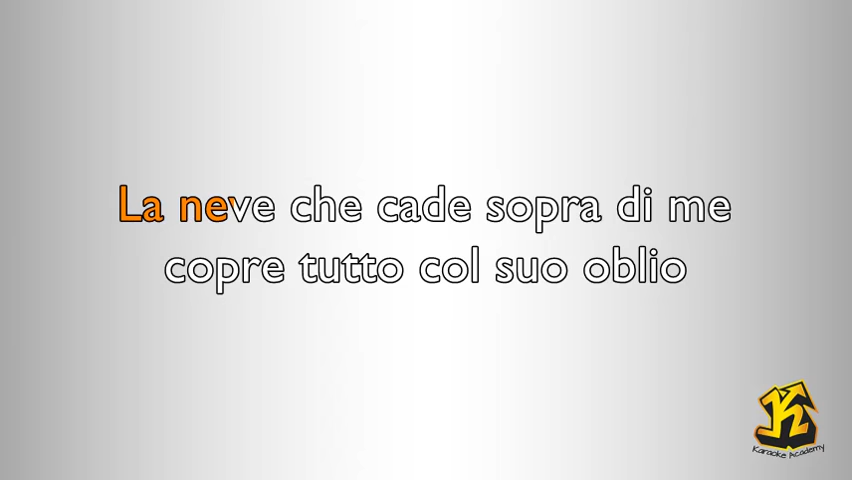 La neve che cade sopra di me
copre tutto col suo oblio
K
Karaoke Academy